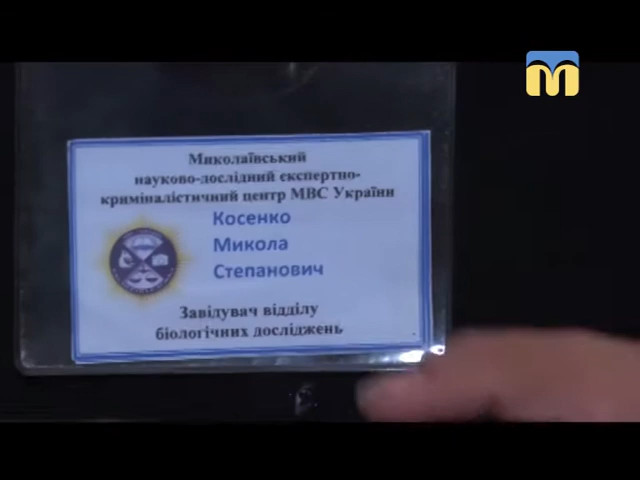 Миколаївський
науково-дослідний експертно-
криміналістичний центр МВС України
Косенко
Микола
Степанович
Завідувач відділу
біологічних досліджень